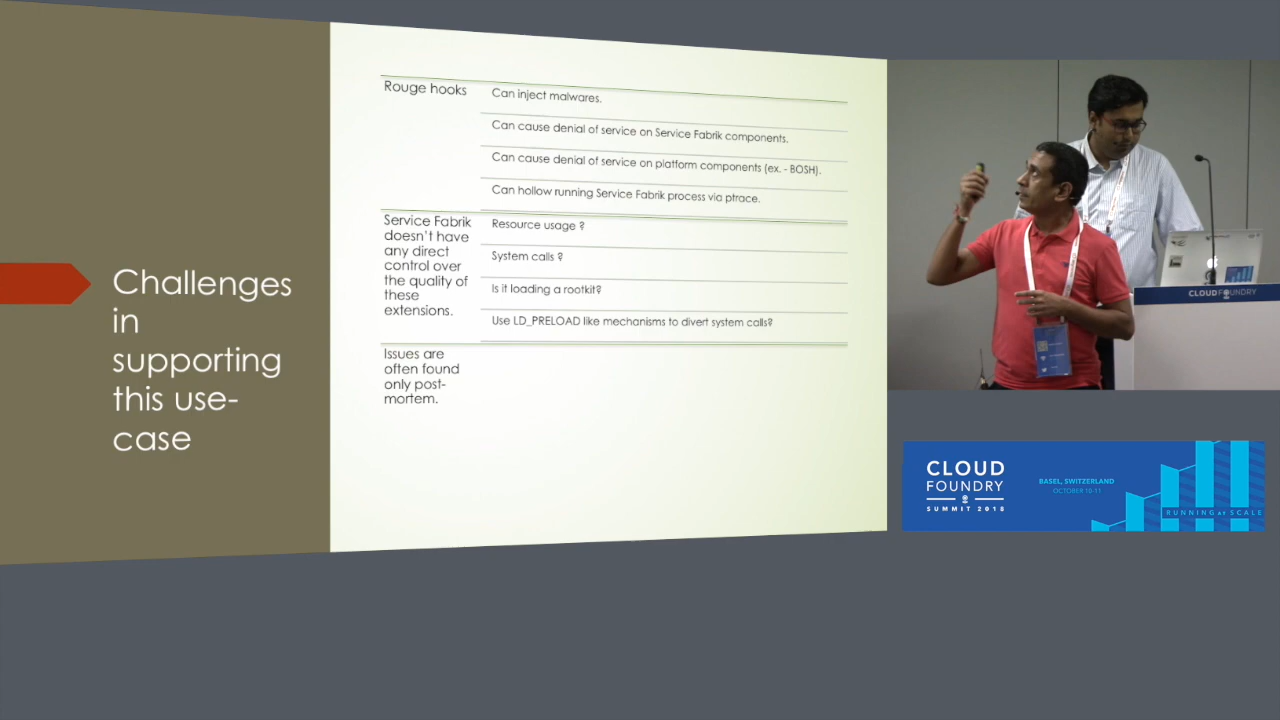 Challenges
in
supporting
this use-
case
Rouge hooks
Can inject malwares.
Can cause denial of service on Service Fabrik components.
Can cause denial of service on platform components (ex. - BOSH).
Can hollow running Service Fabrik process via ptrace.
Service Fabrik
doesn't have
any direct
control over
the quality of
these
extensions.
Resource usage ?
System calls ?
Is it loading a rootkit?
Use LD_PRELOAD like mechanisms to divert system calls?
Issues are
often found
only post-
mortem.
CLOUD FOUNDRY
CLOUD
FOUNDRY
SUMMIT 2018
BASEL, SWITZERLAND
OCTOBER 10-11
RUNNING at SCALE